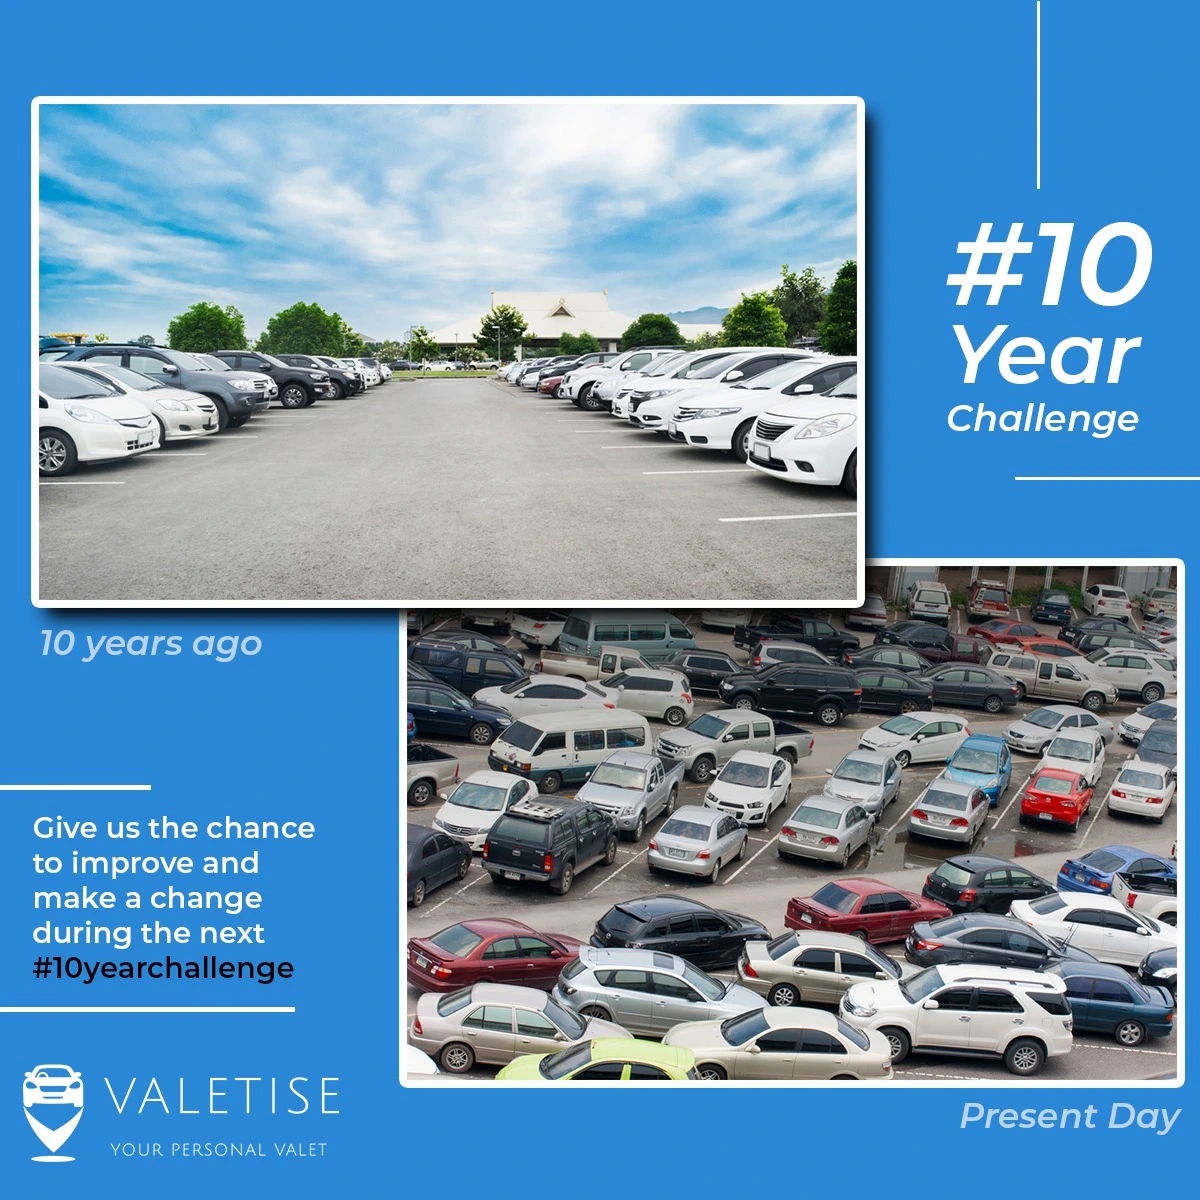 #10
Year
Challenge
10 years ago
Give us the chance
to improve and
make a change
during the next
#10yearchallenge
VALETISE
YOUR PERSONAL VALET
Present Day